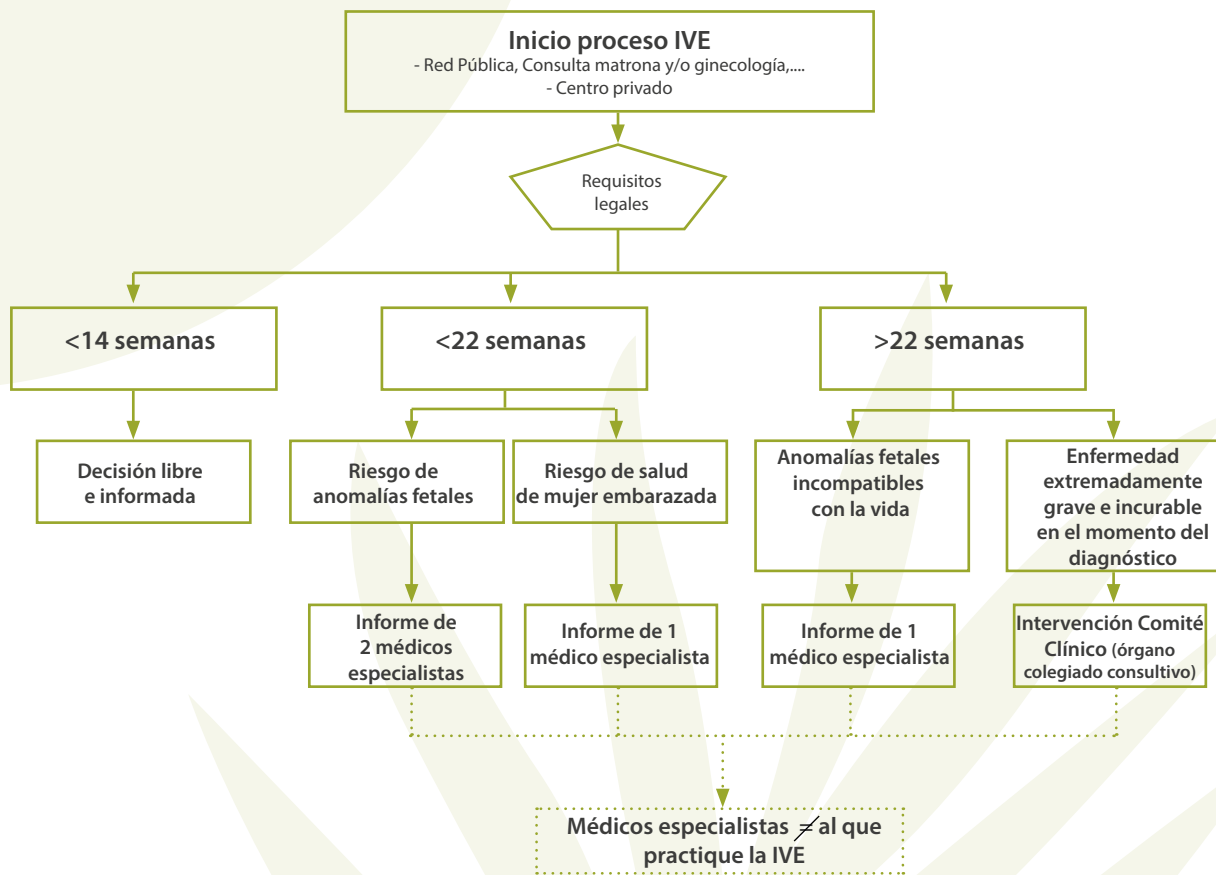 Inicio proceso IVE
- Red Pública, Consulta matrona y/o ginecología,....
- Centro privado
Requisitos
legales
<14 semanas
<22 semanas
>22 semanas
Decisión libre
e informada
Riesgo de
anomalías fetales
Riesgo de salud
de mujer embarazada
Anomalías fetales
incompatibles
con la vida
Enfermedad
extremadamente
grave e incurable
en el momento del
diagnóstico
Informe de
2 médicos
especialistas
Informe de 1
médico especialista
Informe de 1
médico especialista
Intervención Comité
Clínico (órgano
colegiado consultivo)
Médicos especialistas ≠ al que
practique la IVE